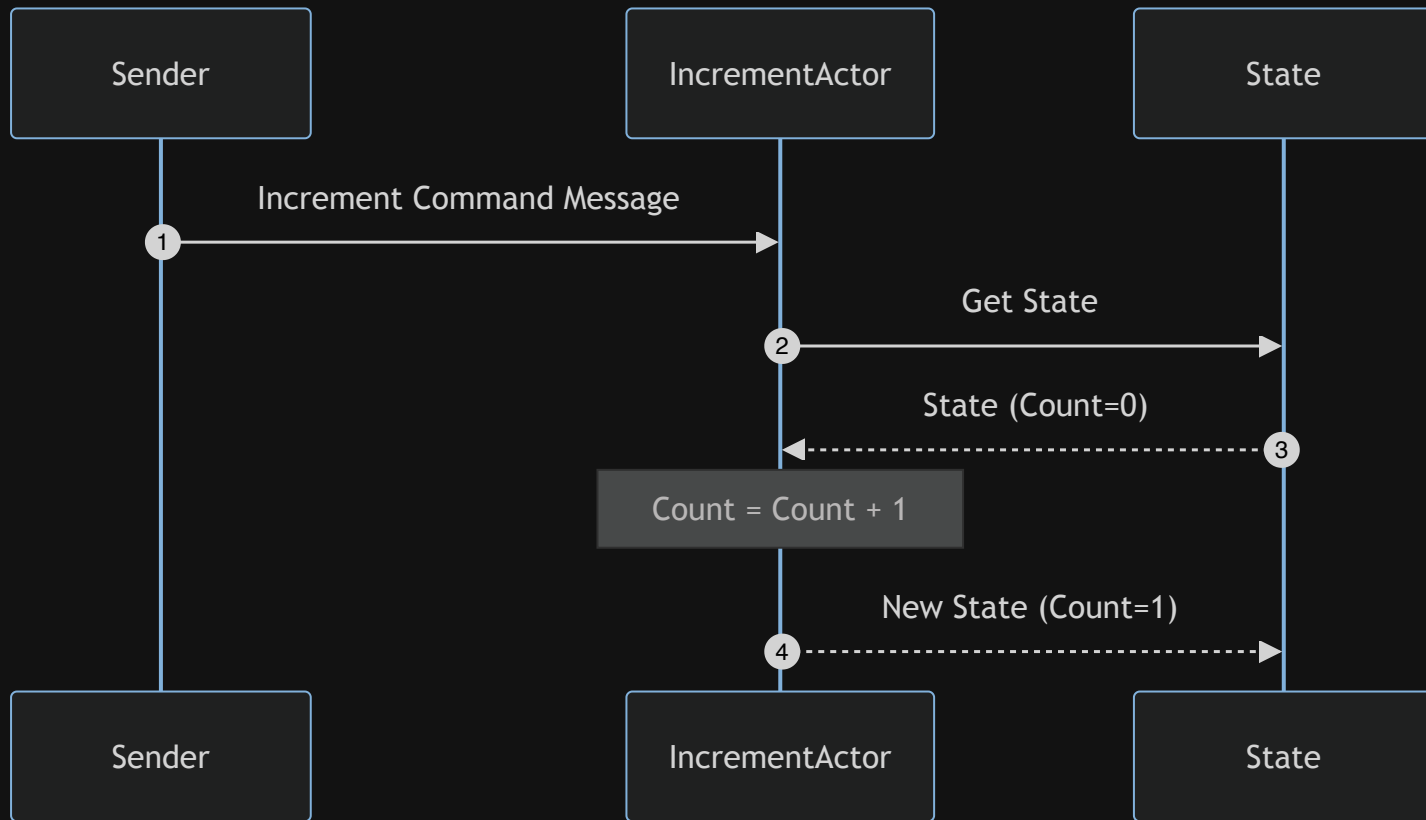 Sender
IncrementActor
State
Increment Command Message
1
Get State
2
State (Count=0)
3
Count = Count + 1
New State (Count=1)
4
Sender
IncrementActor
State